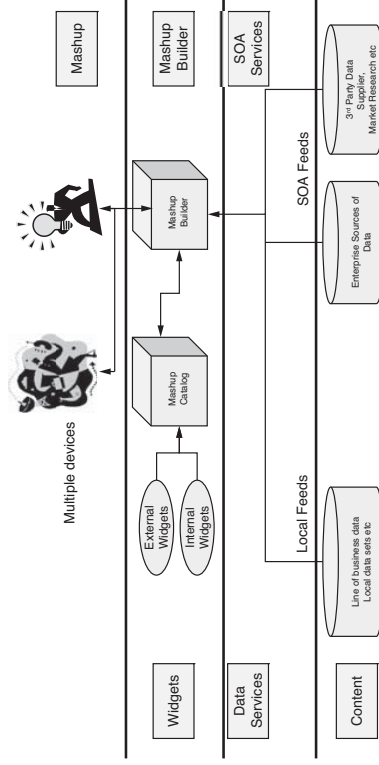 Mashup
Multiple devices
Widgets
External
Widgets
Internal
Widgets
Mashup
Catalog
Mashup
Builder
Mashup
Builder
Data
Services
Local Feeds
SOA Feeds
SOA
Services
Content
Line of business data
Local data sets etc
Enterprise Sources of
Data
3rd Party Data
Supplier,
Market Research etc